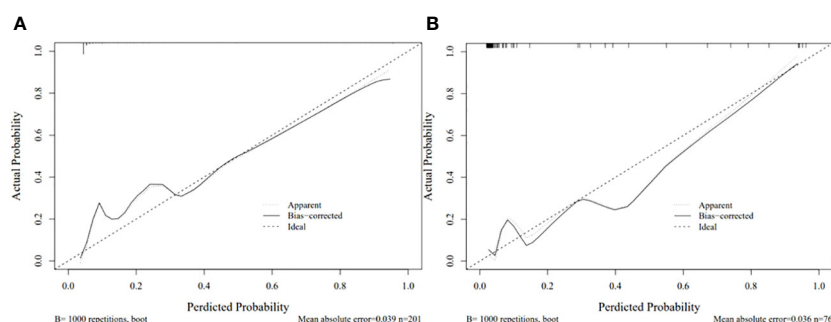 A
Actual Probability
1.0
0.8
0.6
0.4
0.2
0.0
Apparent
Bias-corrected
Ideal
0.0 0.2 0.4 0.6 0.8 1.0
Perdicted Probability
B= 1000 repetitions, boot Mean absolute error=0.039 n=201
B
Actual Probability
1.0
0.8
0.6
0.4
0.2
0.0
Apparent
Bias-corrected
Ideal
0.0 0.2 0.4 0.6 0.8 1.0
Perdicted Probability
B= 1000 repetitions, boot Mean absolute error=0.036 n=76